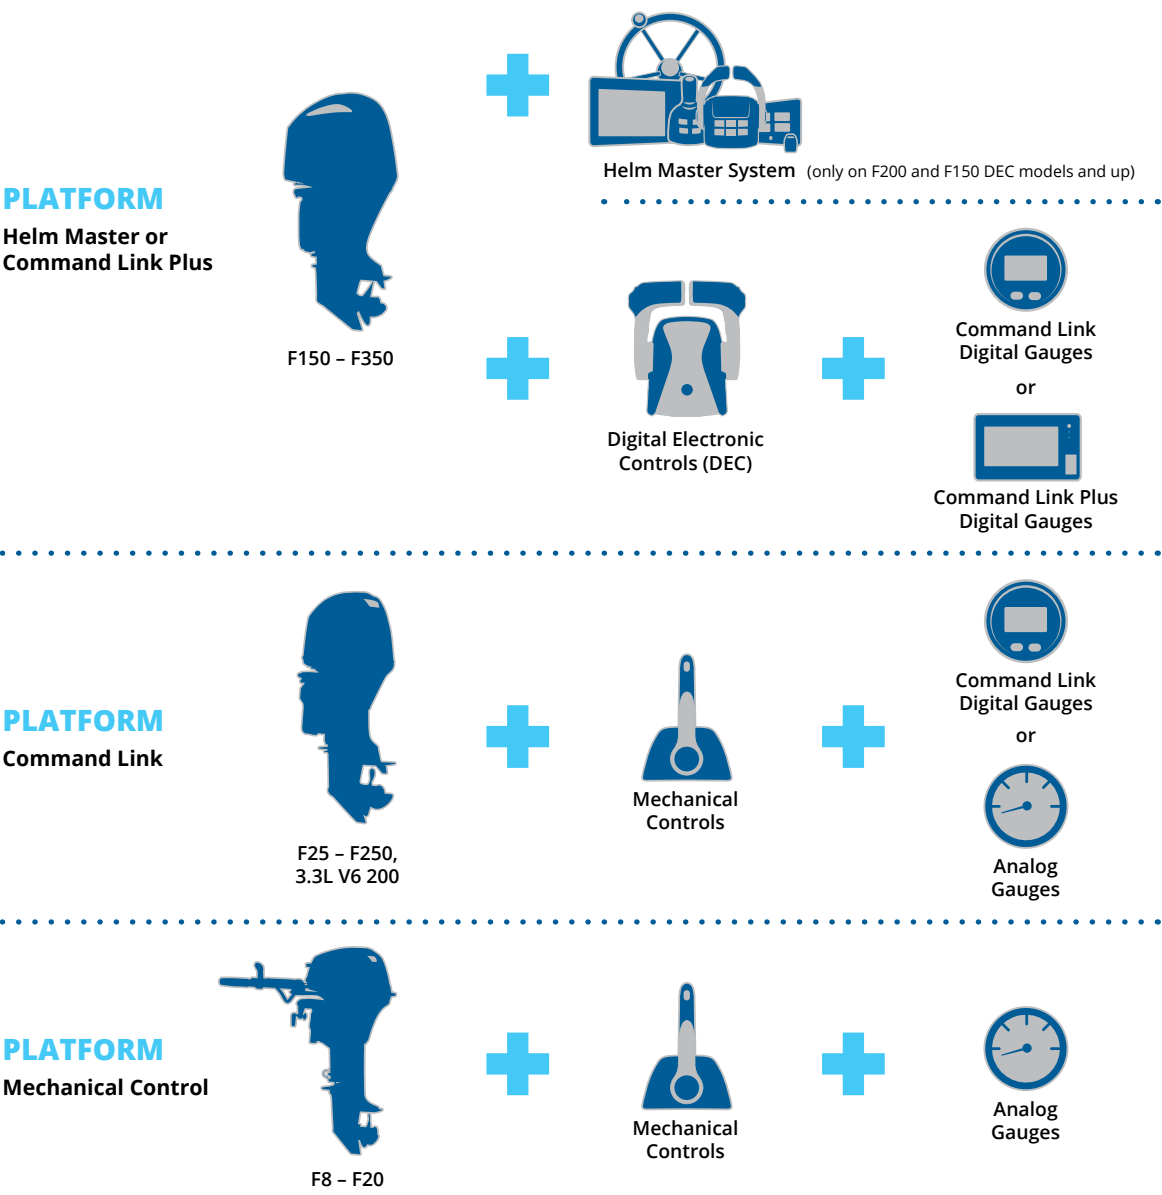 PLATFORM
Helm Master or
Command Link Plus
F150 – F350
Helm Master System (only on F200 and F150 DEC models and up)
Digital Electronic
Controls (DEC)
Command Link
Digital Gauges
or
Command Link Plus
Digital Gauges
PLATFORM
Command Link
F25 – F250,
3.3L V6 200
Mechanical
Controls
Command Link
Digital Gauges
or
Analog
Gauges
PLATFORM
Mechanical Control
F8 – F20
Mechanical
Controls
Analog
Gauges